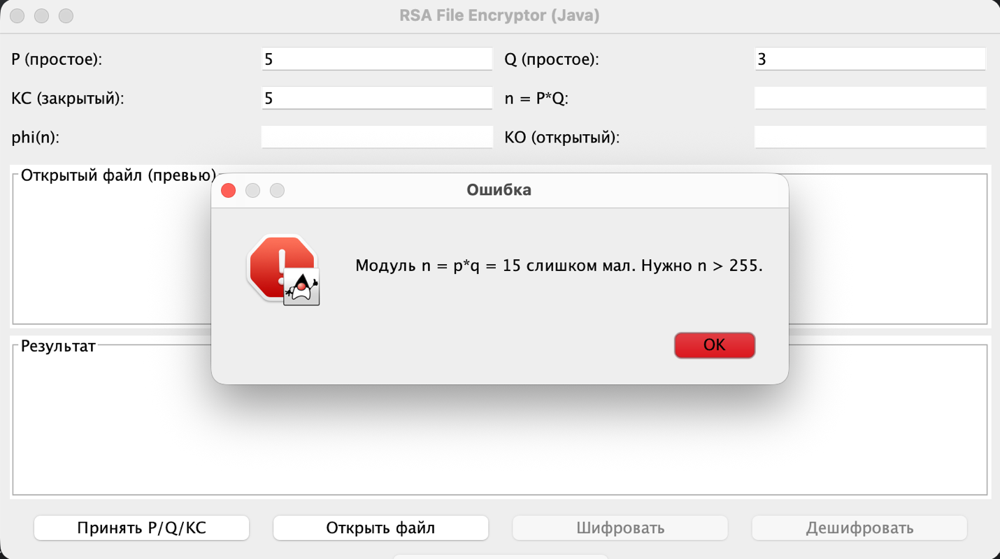 RSA File Encryptor (Java)
P (простое): 5 Q (простое): 3
KC (закрытый): 5 n = P*Q:
phi(n): KO (открытый):
Открытый файл (превью)
Ошибка
Модуль n = p*q = 15 слишком мал. Нужно n > 255.
OK
Результат
Принять P/Q/KC Открыть файл Шифровать Дешифровать